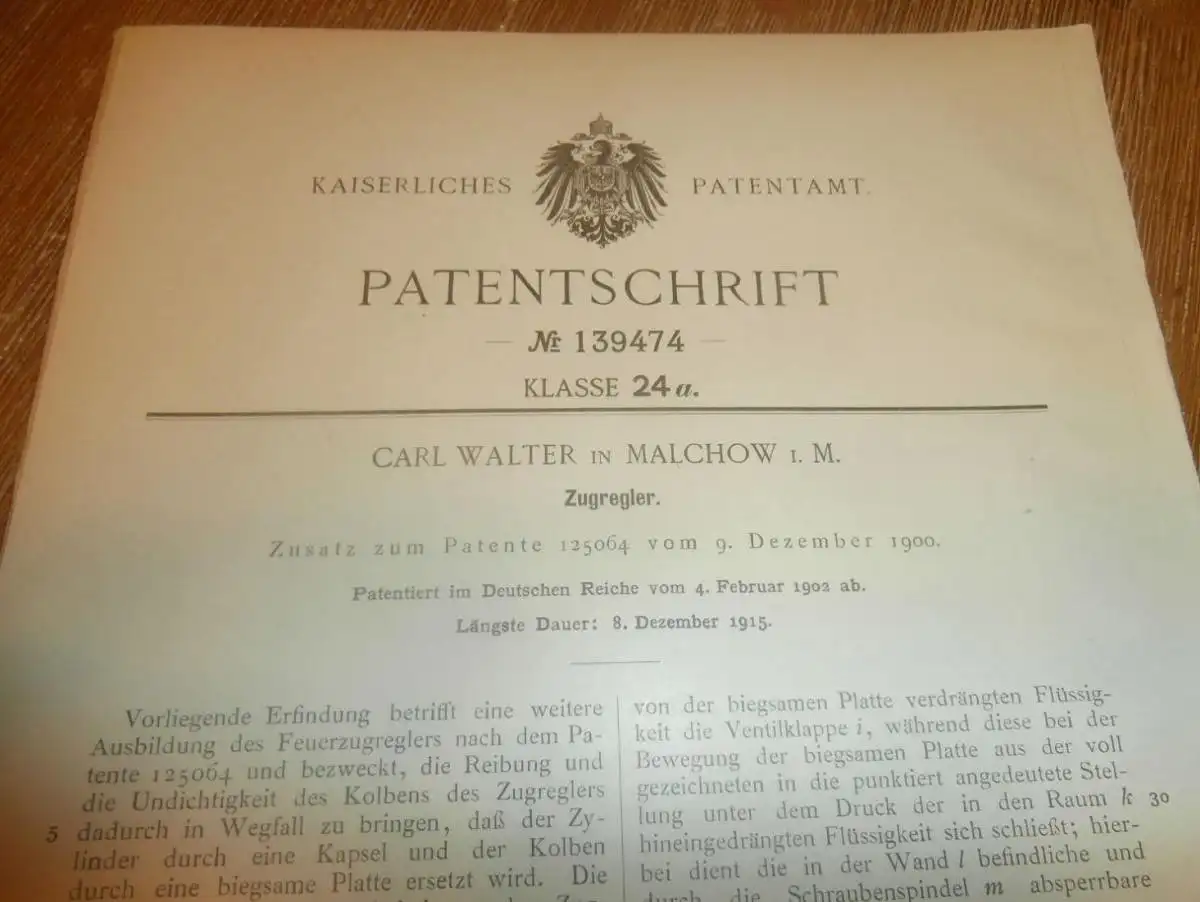 KAISERLICHES PATENTAMT.
PATENTSCHRIFT
— № 139474 —
KLASSE 24 a.
CARL WALTER IN MALCHOW I. M.
Zugregler.
Zusatz zum Patente 125064 vom 9. Dezember 1900.
Patentiert im Deutschen Reiche vom 4. Februar 1902 ab.
Längste Dauer: 8. Dezember 1915.
Vorliegende Erfindung betrifft eine weitere
Ausbildung des Feuerzugreglers nach dem Pa-
tente 125064 und bezweckt, die Reibung und
die Undichtigkeit des Kolbens des Zugreglers
5 dadurch in Wegfall zu bringen, daß der Zy-
linder durch eine Kapsel und der Kolben
durch eine biegsame Platte ersetzt wird. Die
von der biegsamen Platte verdrängten Flüssig-
keit die Ventilklappe i, während diese bei der
Bewegung der biegsamen Platte aus der voll
gezeichneten in die punktiert angedeutete Stel-
lung unter dem Druck der in den Raum k 30
hineingedrängten Flüssigkeit sich schließt; hier-
bei dient die in der Wand l befindliche und
durch die Schraubenspindel m absperrbare